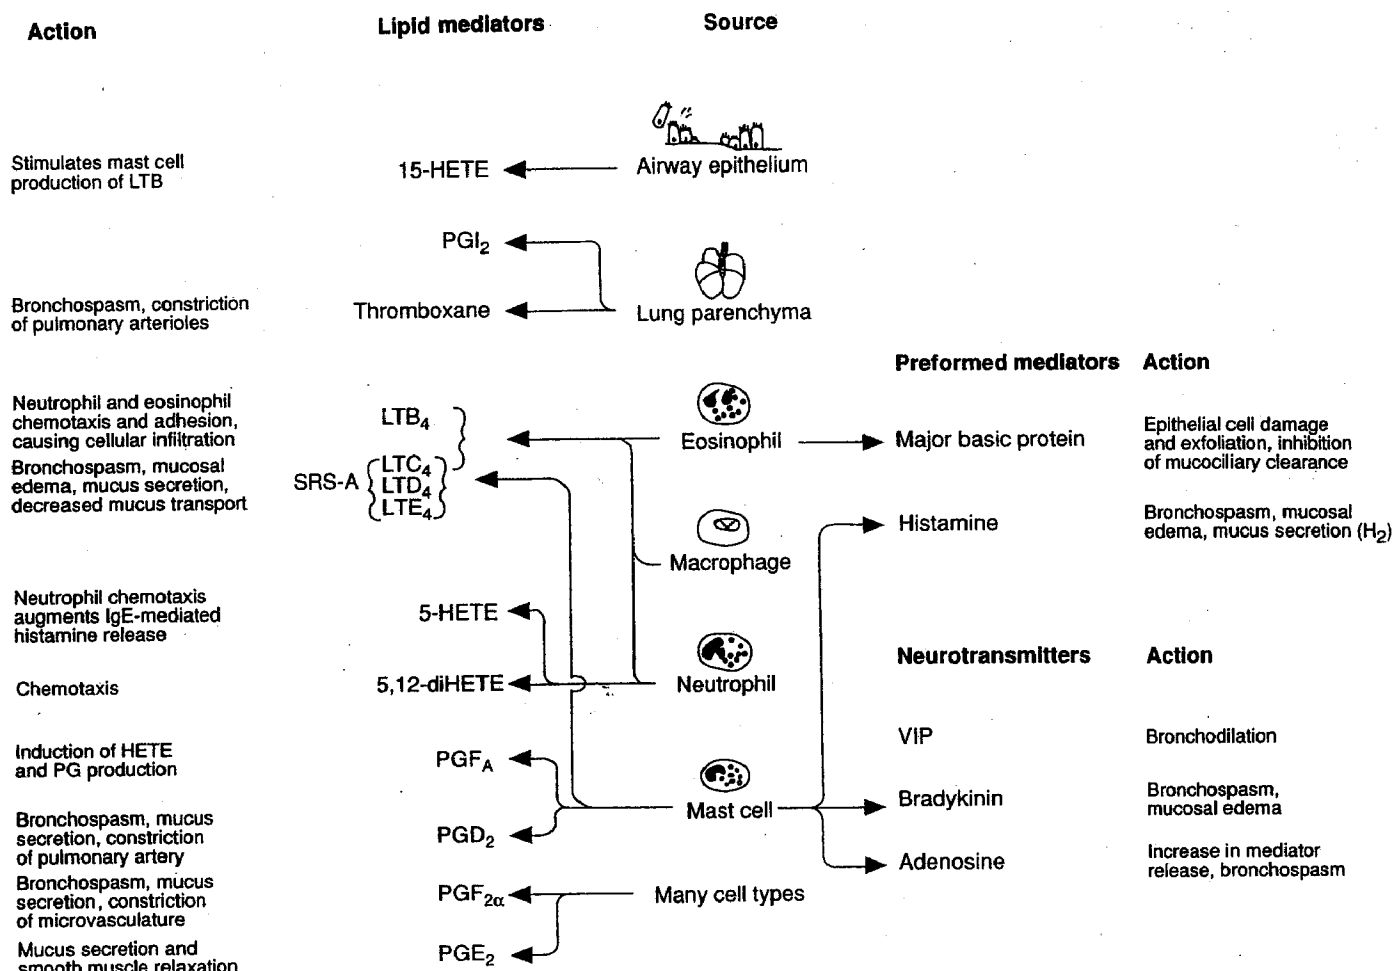 Action
Lipid mediators
Source
Stimulates mast cell
production of LTB
15-HETE
Airway epithelium
PGI2
Bronchospasm, constriction
of pulmonary arterioles
Thromboxane
Lung parenchyma
Preformed mediators
Action
Neutrophil and eosinophil
chemotaxis and adhesion,
causing cellular infiltration
LTB4
Eosinophil
Major basic protein
Epithelial cell damage
and exfoliation, inhibition
of mucociliary clearance
Bronchospasm, mucosal
edema, mucus secretion,
decreased mucus transport
SRS-A
LTC4
LTD4
LTE4
Histamine
Bronchospasm, mucosal
edema, mucus secretion (H2)
Macrophage
Neutrophil chemotaxis
augments IgE-mediated
histamine release
5-HETE
Neurotransmitters
Action
Chemotaxis
5,12-diHETE
Neutrophil
VIP
Bronchodilation
Induction of HETE
and PG production
PGFA
Mast cell
Bradykinin
Bronchospasm,
mucosal edema
Bronchospasm, mucus
secretion, constriction
of pulmonary artery
PGD2
Adenosine
Increase in mediator
release, bronchospasm
Bronchospasm, mucus
secretion, constriction
of microvasculature
PGF2α
Many cell types
Mucus secretion and
smooth muscle relaxation
PGE2